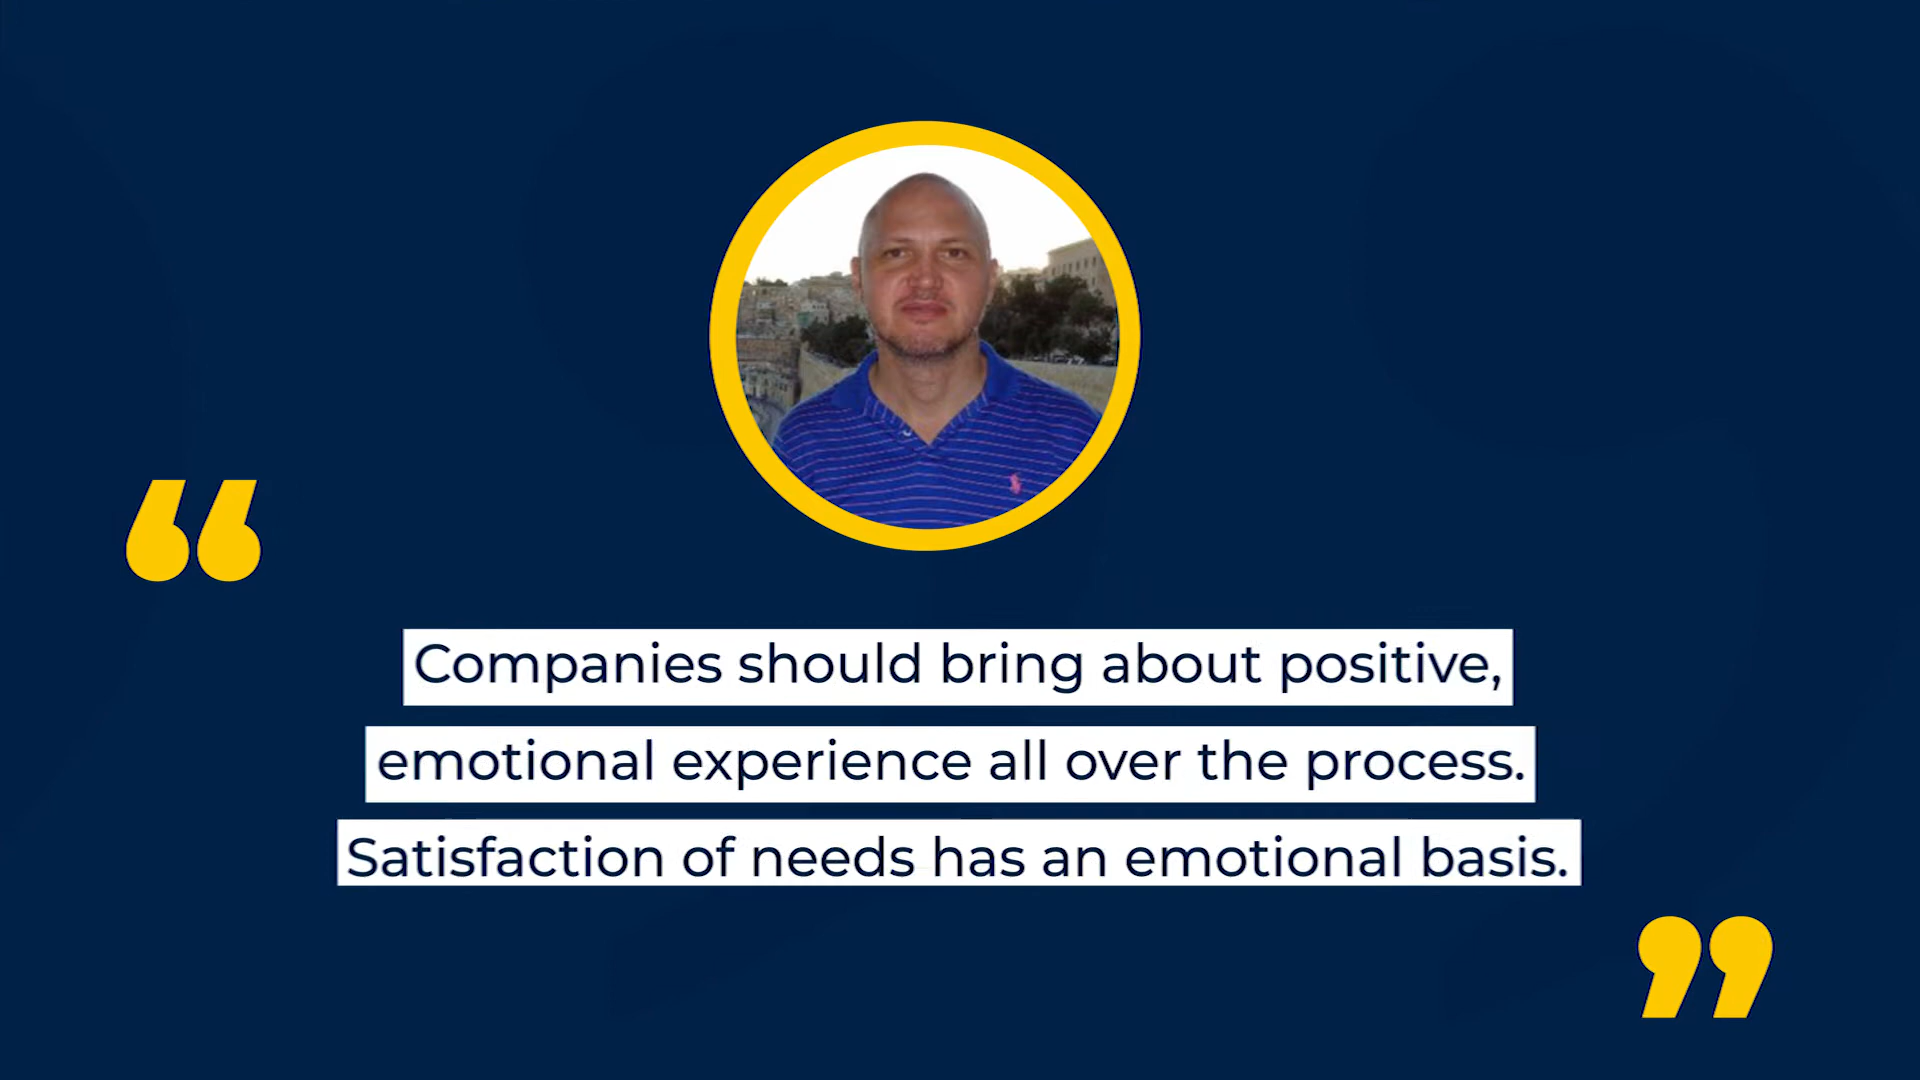 “
Companies should bring about positive,
emotional experience all over the process.
Satisfaction of needs has an emotional basis.
”